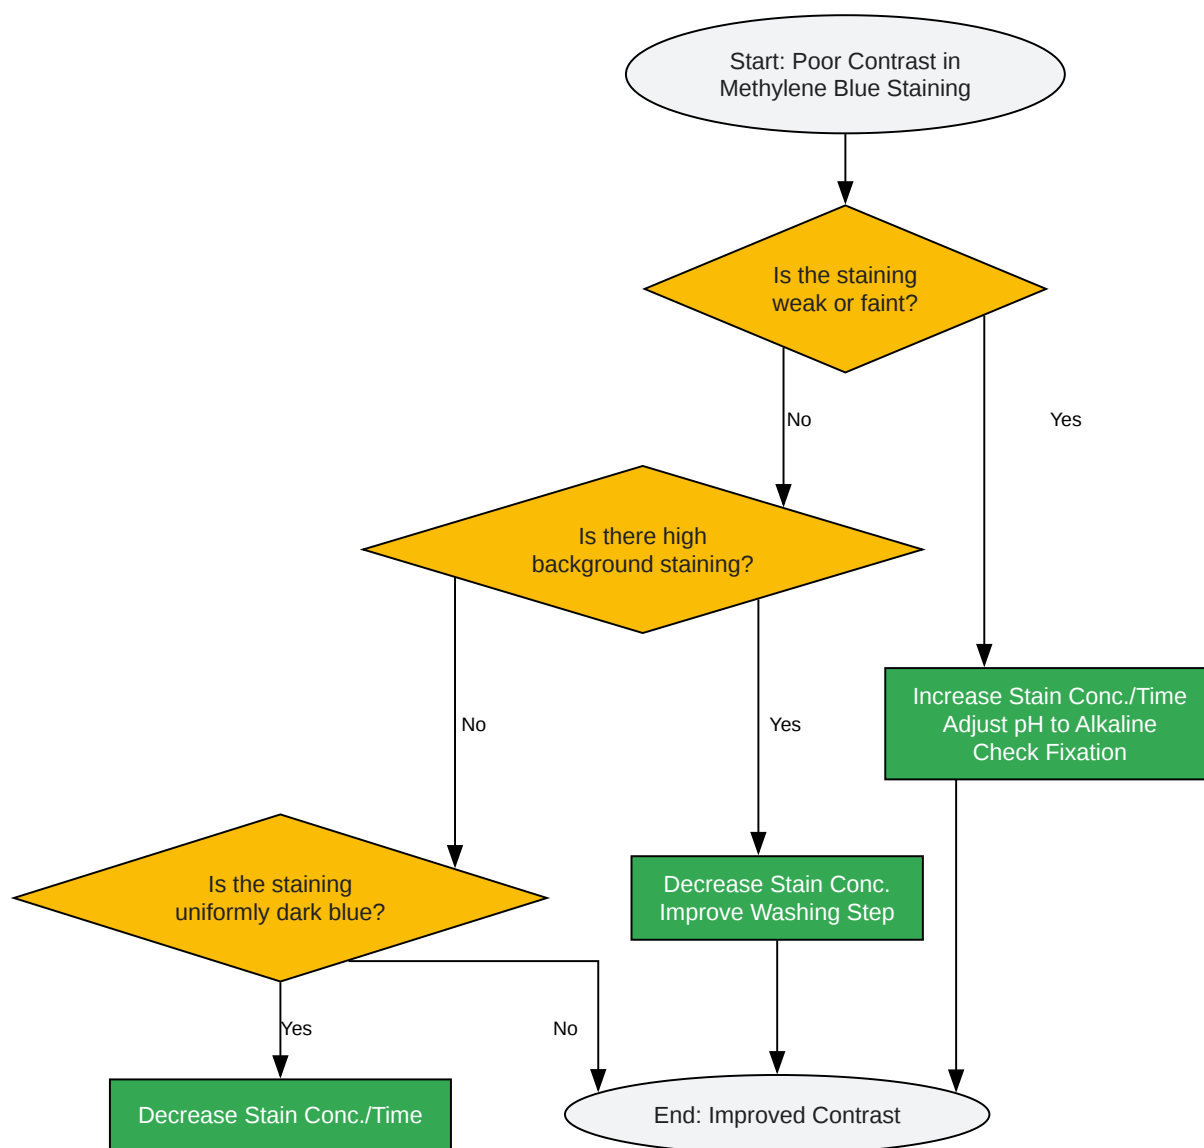 Start: Poor Contrast in
Methylene Blue Staining
Is the staining
weak or faint?
No
Yes
Is there high
background staining?
No
Yes
Increase Stain Conc./Time
Adjust pH to Alkaline
Check Fixation
Is the staining
uniformly dark blue?
Decrease Stain Conc.
Improve Washing Step
Yes
No
Decrease Stain Conc./Time
End: Improved Contrast